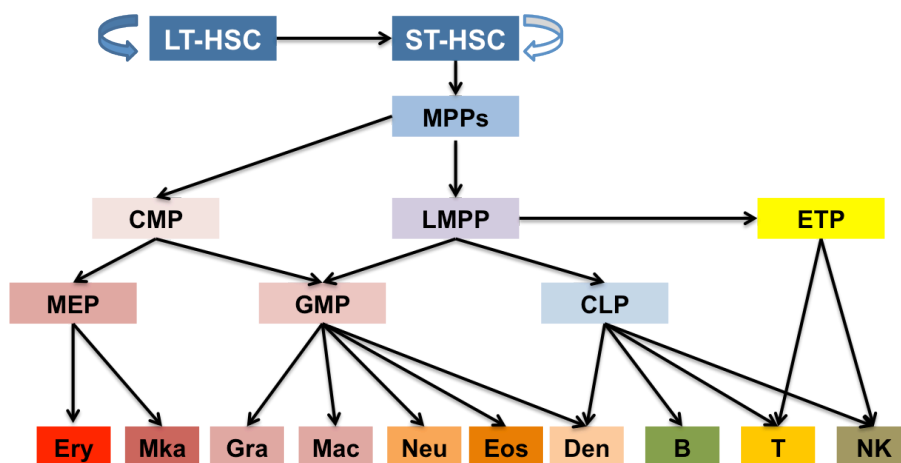 LT-HSC
ST-HSC
MPPs
CMP
LMPP
ETP
MEP
GMP
CLP
Ery
Mka
Gra
Mac
Neu
Eos
Den
B
T
NK